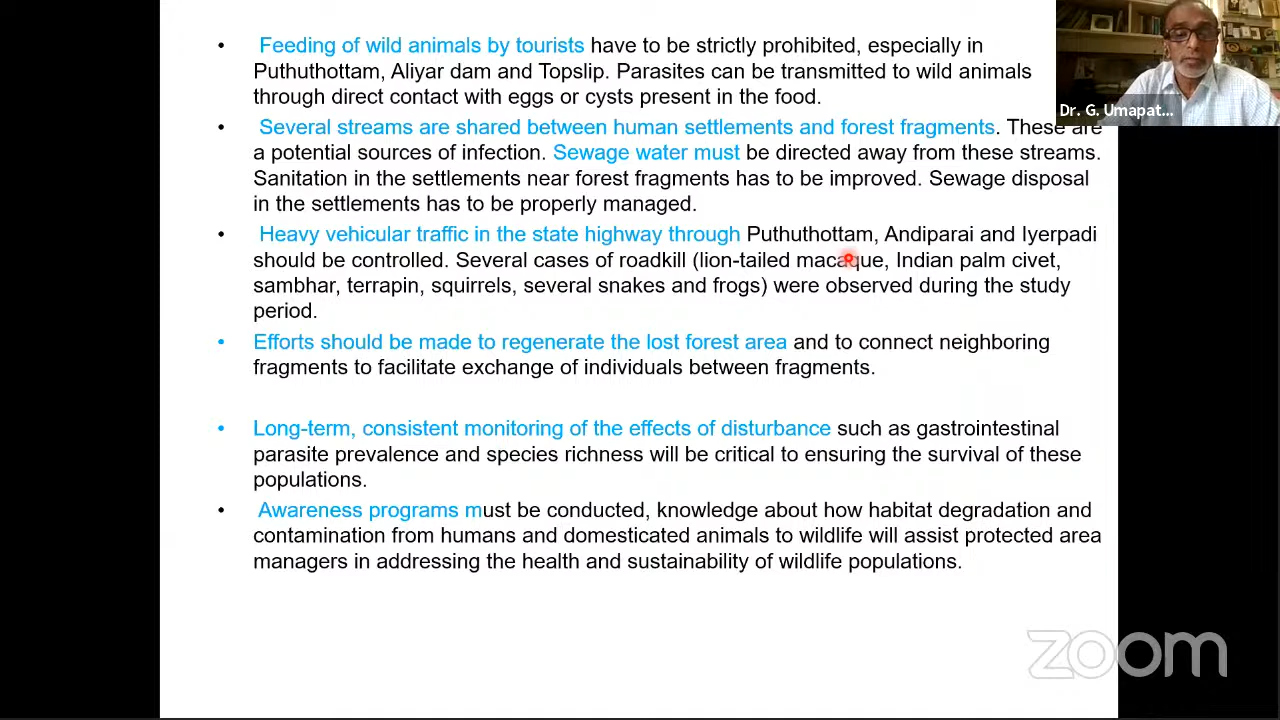 • Feeding of wild animals by tourists have to be strictly prohibited, especially in
Puthuthottam, Aliyar dam and Topslip. Parasites can be transmitted to wild animals
through direct contact with eggs or cysts present in the food.
• Several streams are shared between human settlements and forest fragments. These are
a potential sources of infection. Sewage water must be directed away from these streams.
Sanitation in the settlements near forest fragments has to be improved. Sewage disposal
in the settlements has to be properly managed.
• Heavy vehicular traffic in the state highway through Puthuthottam, Andiparai and Iyerpadi
should be controlled. Several cases of roadkill (lion-tailed macaque, Indian palm civet,
sambhar, terrapin, squirrels, several snakes and frogs) were observed during the study
period.
• Efforts should be made to regenerate the lost forest area and to connect neighboring
fragments to facilitate exchange of individuals between fragments.
• Long-term, consistent monitoring of the effects of disturbance such as gastrointestinal
parasite prevalence and species richness will be critical to ensuring the survival of these
populations.
• Awareness programs must be conducted, knowledge about how habitat degradation and
contamination from humans and domesticated animals to wildlife will assist protected area
managers in addressing the health and sustainability of wildlife populations.
Dr. G. Umapat...
zoom